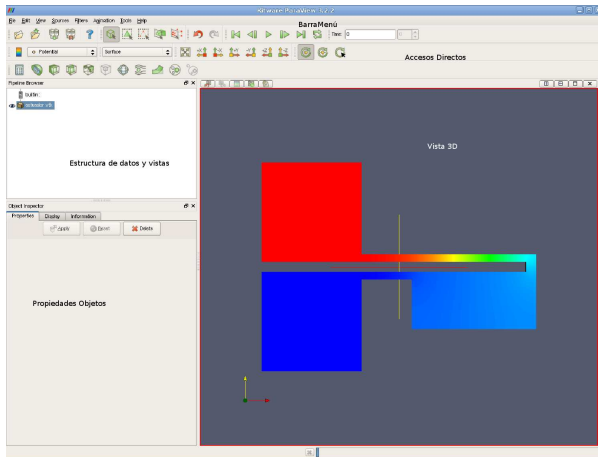 Kitware ParaView 3.2.2
BarraMenú
File Edit View Sources Filters Animation Tools Help
Time: 0
Potential
Surface
Accesos Directos
Pipeline Browser
builtin:
Vista 3D
Estructura de datos y vistas
Object Inspector
Properties Display Information
Apply Reset Delete
Propiedades Objetos